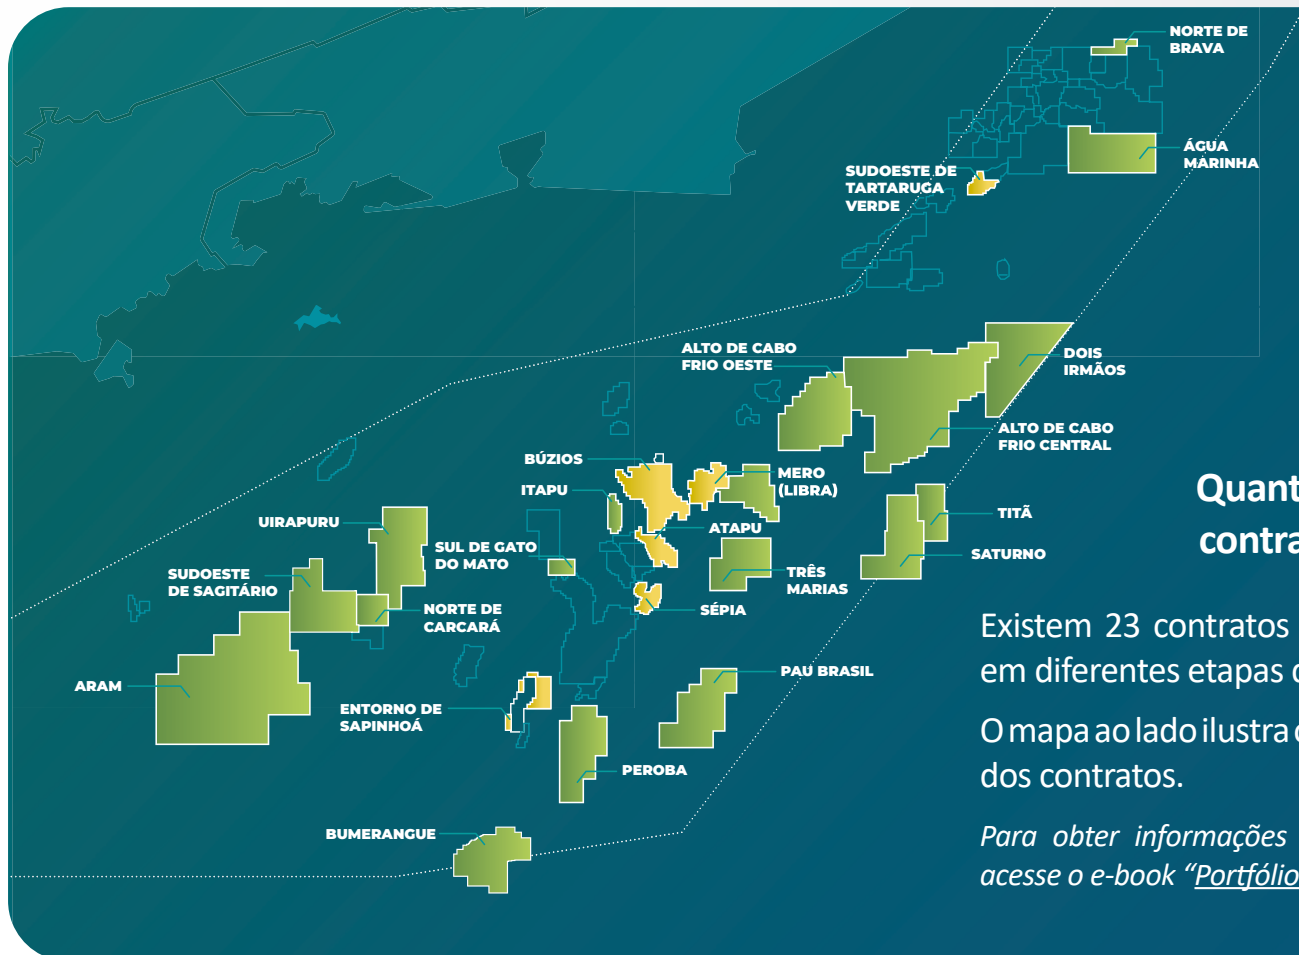 NORTE DE
BRAVA
ÁGUA
MARINHA
SUDOESTE DE
TARTARUGA
VERDE
ALTO DE CABO
FRIO OESTE
DOIS
IRMÃOS
ALTO DE CABO
FRIO CENTRAL
BÚZIOS
MERO
(LIBRA)
ITAPU
UIRAPURU
ATAPU
TITÃ
SUL DE GATO
DO MATO
SATURNO
SUDOESTE
DE SAGITÁRIO
TRÊS
MARIAS
NORTE DE
CARCARÁ
SÉPIA
ARAM
PAU BRASIL
ENTORNO DE
SAPINHOÁ
PEROBA
BUMERANGUE
Quant
contra
Existem 23 contratos
em diferentes etapas
O mapa ao lado ilustra
dos contratos.
Para obter informações
acesse o e-book “Portfólio